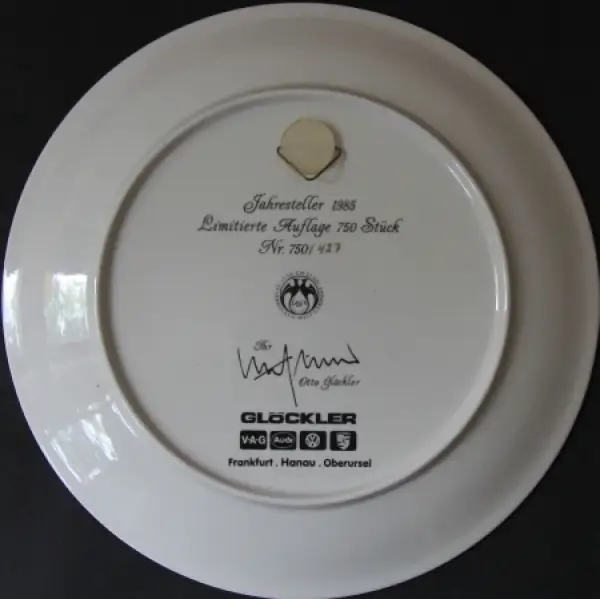 Jahresteller 1985
Limitierte Auflage 750 Stück
Nr. 750/ 427
Ihr
Otto Glöckler
GLÖCKLER
V·A·G Audi
Frankfurt . Hanau . Oberursel